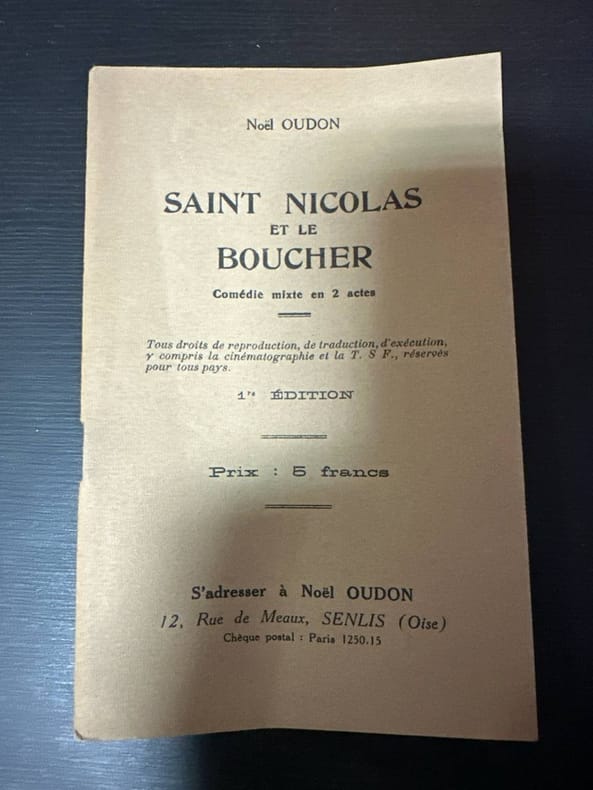 Noël OUDON
SAINT NICOLAS
ET LE
BOUCHER
Comédie mixte en 2 actes
Tous droits de reproduction, de traduction, d'exécution,
y compris la cinématographie et la T. S F., réservés
pour tous pays.
1re ÉDITION
Prix : 5 francs
S'adresser à Noël OUDON
12, Rue de Meaux, SENLIS (Oise)
Chèque postal : Paris 1250.15